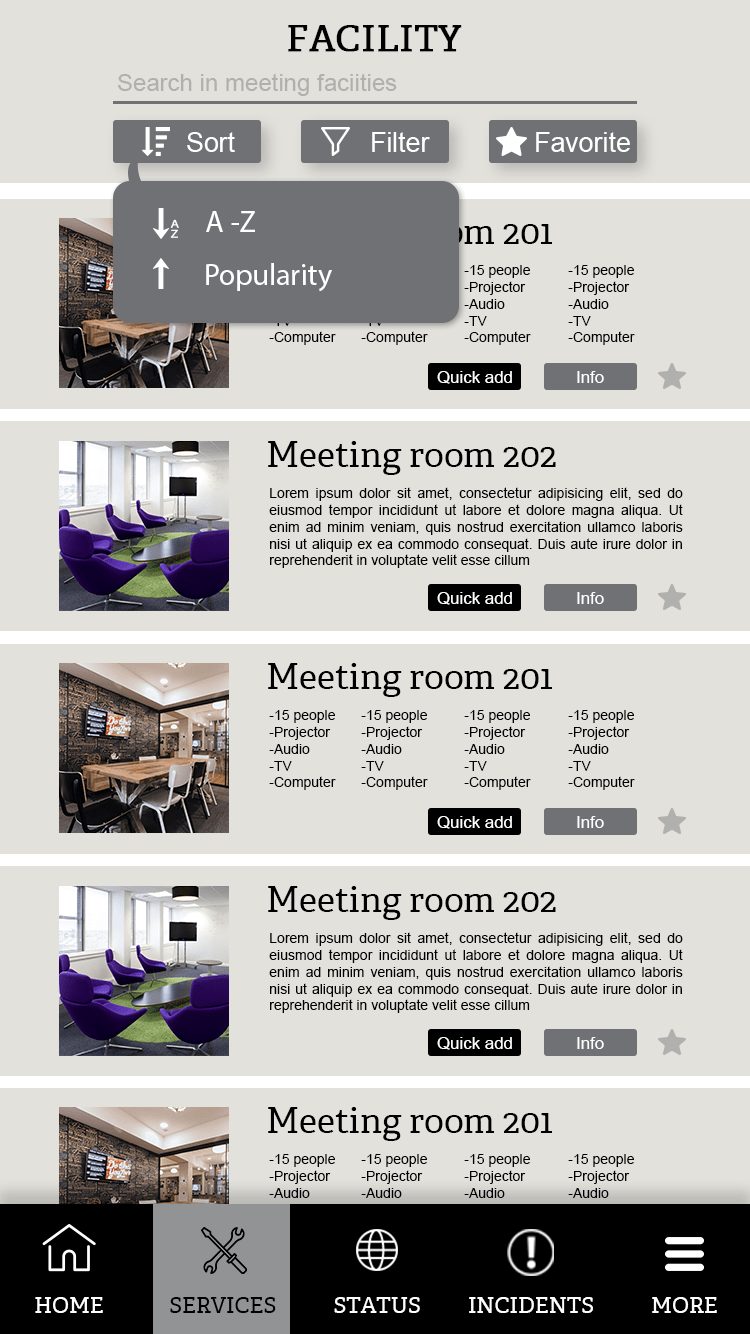 FACILITY
Search in meeting faciities
Sort Filter Favorite
A -Z
Popularity
om 201
-15 people -15 people
-Projector -Projector
-Audio -Audio
-TV -TV -TV -TV
-Computer -Computer -Computer -Computer
Quick add Info
Meeting room 202
Lorem ipsum dolor sit amet, consectetur adipisicing elit, sed do
eiusmod tempor incididunt ut labore et dolore magna aliqua. Ut
enim ad minim veniam, quis nostrud exercitation ullamco laboris
nisi ut aliquip ex ea commodo consequat. Duis aute irure dolor in
reprehenderit in voluptate velit esse cillum
Quick add Info
Meeting room 201
-15 people -15 people -15 people -15 people
-Projector -Projector -Projector -Projector
-Audio -Audio -Audio -Audio
-TV -TV -TV -TV
-Computer -Computer -Computer -Computer
Quick add Info
Meeting room 202
Lorem ipsum dolor sit amet, consectetur adipisicing elit, sed do
eiusmod tempor incididunt ut labore et dolore magna aliqua. Ut
enim ad minim veniam, quis nostrud exercitation ullamco laboris
nisi ut aliquip ex ea commodo consequat. Duis aute irure dolor in
reprehenderit in voluptate velit esse cillum
Quick add Info
Meeting room 201
-15 people -15 people -15 people -15 people
-Projector -Projector -Projector -Projector
-Audio -Audio -Audio -Audio
HOME SERVICES STATUS INCIDENTS MORE